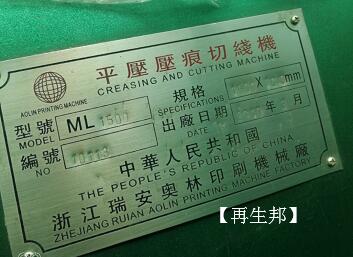 平壓壓痕切綫機
CREASING AND CUTTING MACHINE
AOLIN PRINTING MACHINE
型號 ML 規格 X mm
MODEL SPECIFICATIONS
編號 出廠日期 年 月
NO DATE
中華人民共和國
THE PEOPLE'S REPUBLIC OF CHINA
浙江瑞安奥林印刷機械廠
ZHEJIANG RUIAN AOLIN PRINTING MACHINE FACTORY
【再生邦】